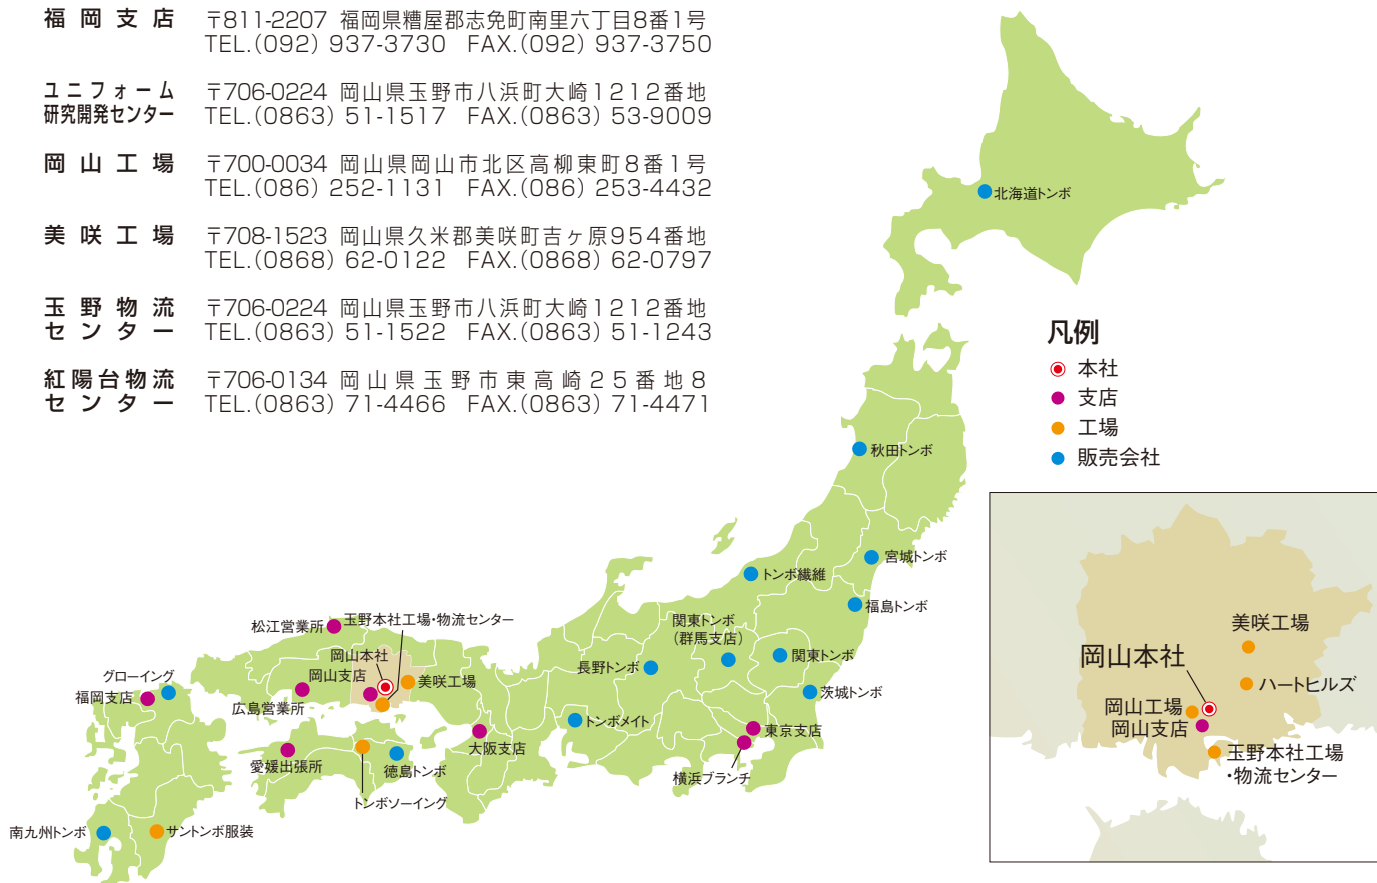 福岡支店 〒811-2207 福岡県糟屋郡志免町南里六丁目8番1号
TEL.(092) 937-3730 FAX.(092) 937-3750
ユニフォーム
研究開発センター
〒706-0224 岡山県玉野市八浜町大崎1212番地
TEL.(0863) 51-1517 FAX.(0863) 53-9009
岡山工場 〒700-0034 岡山県岡山市北区高柳東町8番1号
TEL.(086) 252-1131 FAX.(086) 253-4432
美咲工場 〒708-1523 岡山県久米郡美咲町吉ヶ原954番地
TEL.(0868) 62-0122 FAX.(0868) 62-0797
玉野物流
センター
〒706-0224 岡山県玉野市八浜町大崎1212番地
TEL.(0863) 51-1522 FAX.(0863) 51-1243
紅陽台物流
センター
〒706-0134 岡山県玉野市東高崎25番地8
TEL.(0863) 71-4466 FAX.(0863) 71-4471
凡例
本社
支店
工場
販売会社
北海道トンボ
秋田トンボ
宮城トンボ
トンボ繊維
福島トンボ
関東トンボ
(群馬支店)
関東トンボ
長野トンボ
茨城トンボ
トンボメイト
東京支店
横浜ブランチ
大阪支店
松江営業所
玉野本社工場・物流センター
岡山本社
岡山支店
美咲工場
広島営業所
グローイング
福岡支店
愛媛出張所
徳島トンボ
トンボソーイング
南九州トンボ
サントンボ服装
美咲工場
岡山本社
ハートヒルズ
岡山工場
岡山支店
玉野本社工場
・物流センター